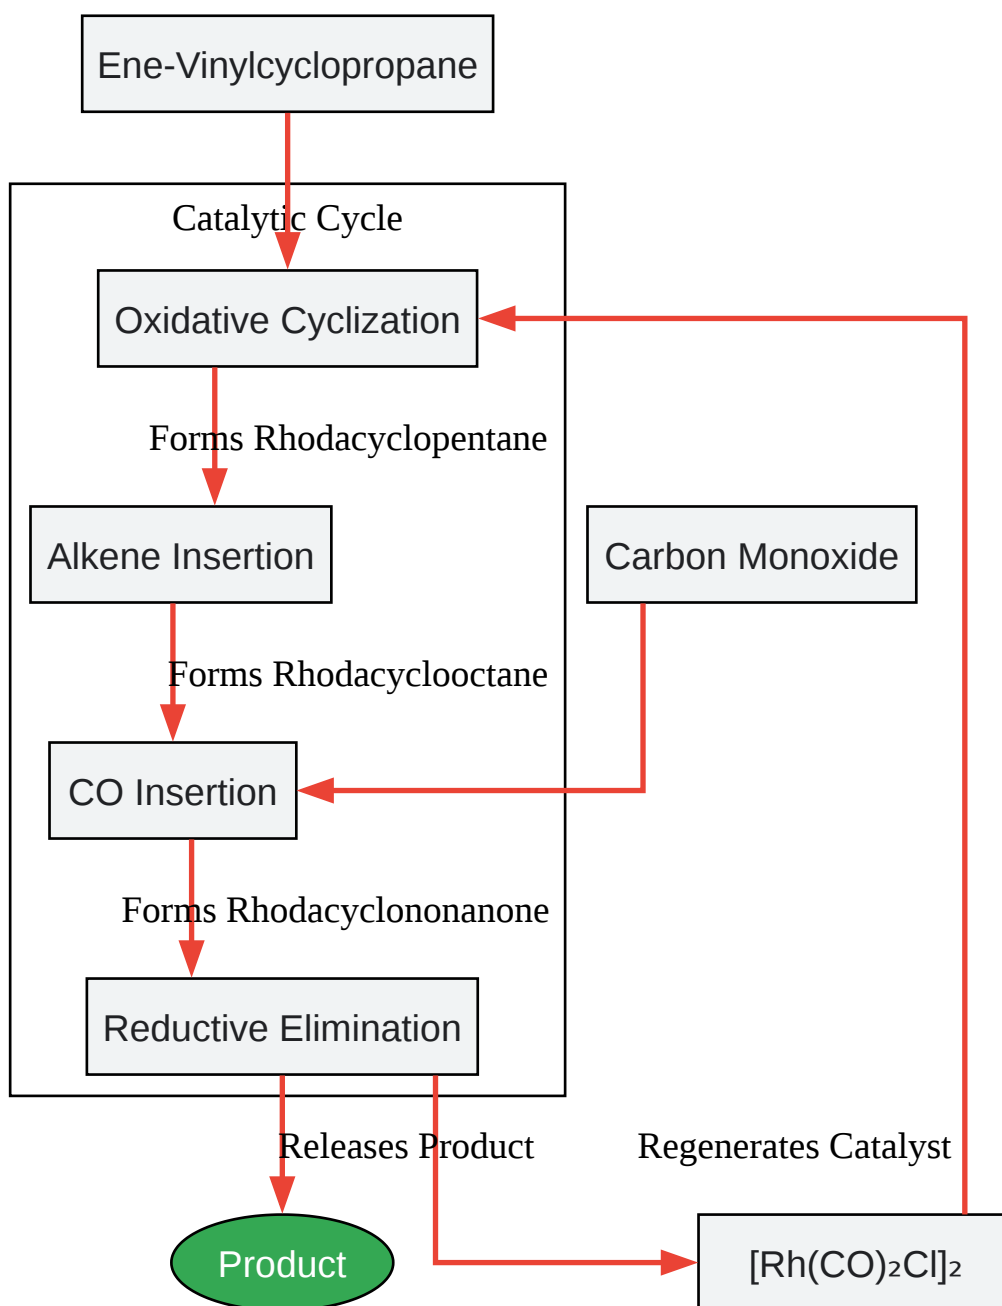 Ene-Vinylcyclopropane
Catalytic Cycle
Oxidative Cyclization
Forms Rhodacyclopentane
Alkene Insertion
Carbon Monoxide
Forms Rhodacyclooctane
CO Insertion
Forms Rhodacyclononanone
Reductive Elimination
Releases Product
Regenerates Catalyst
Product
[Rh(CO)₂Cl]₂